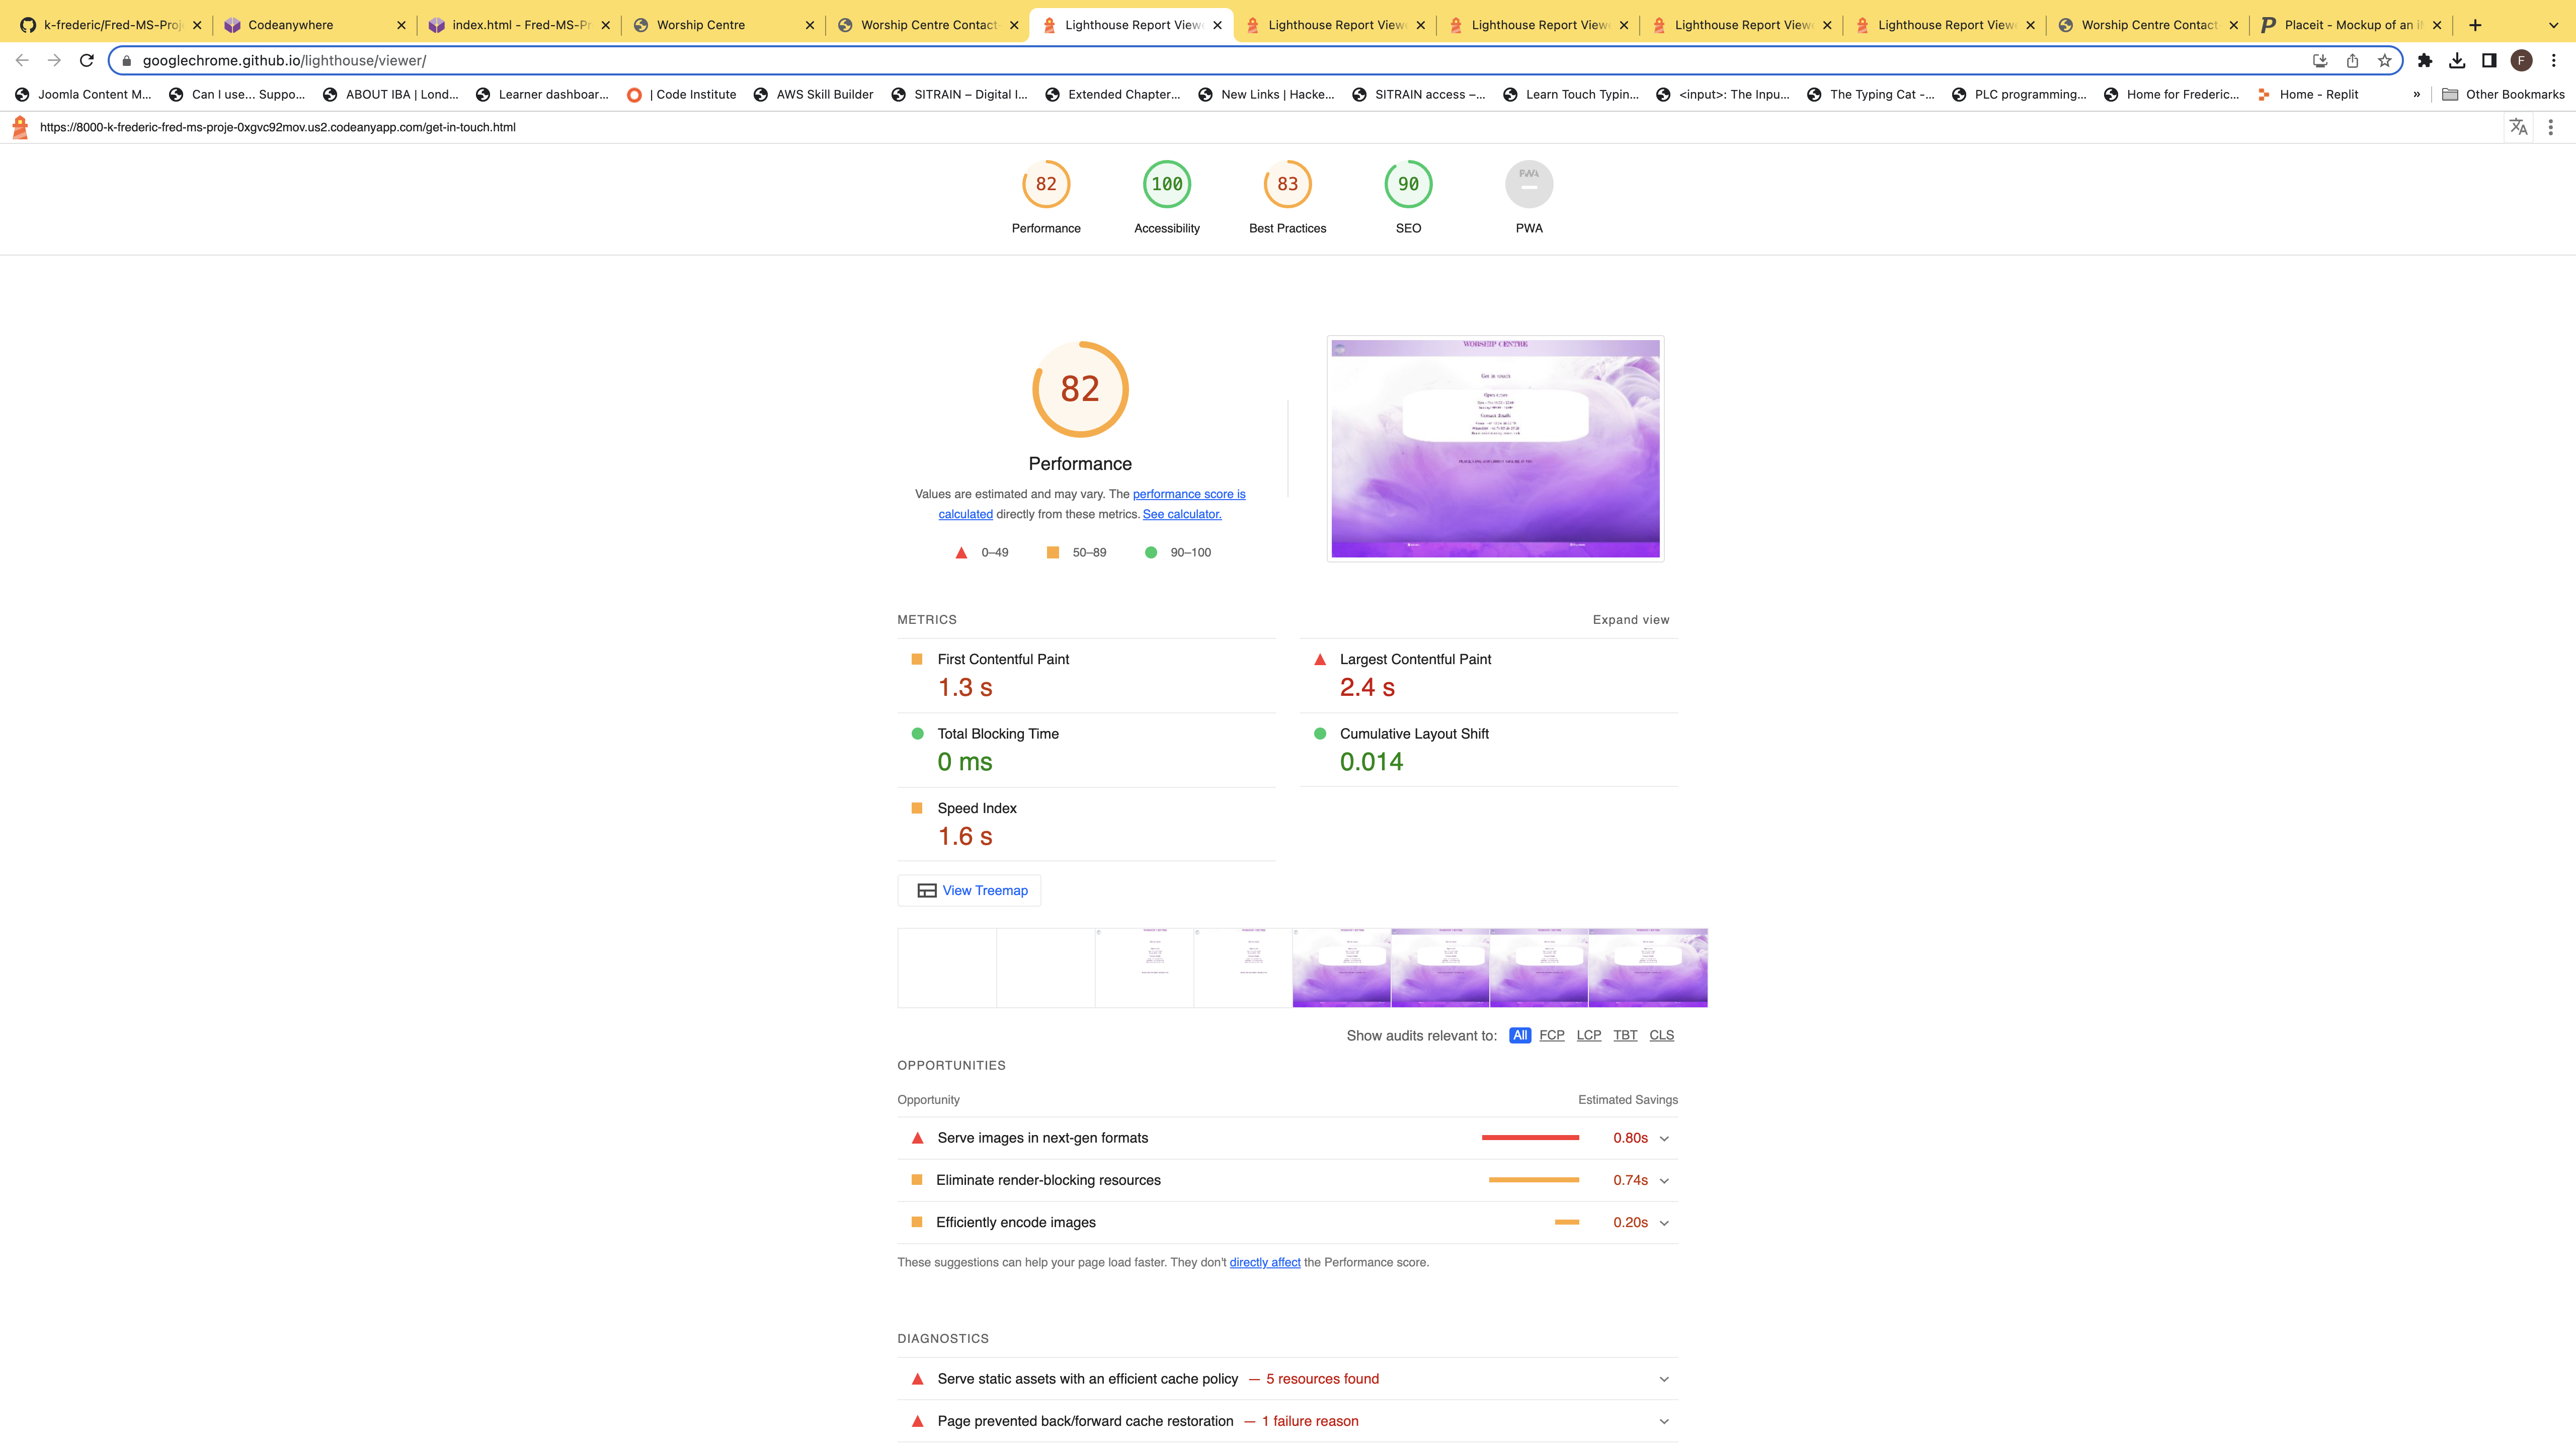 k-frederic/Fred-MS-Proj
Codeanywhere
index.html - Fred-MS-Pr
Worship Centre
Worship Centre Contact
Lighthouse Report View
Lighthouse Report View
Lighthouse Report View
Lighthouse Report View
Lighthouse Report View
Worship Centre Contact
Placeit - Mockup of an i
googlechrome.github.io/lighthouse/viewer/
F
Joomla Content M...
Can I use... Suppo...
ABOUT IBA | Lond...
Learner dashboar...
| Code Institute
AWS Skill Builder
SITRAIN – Digital I...
Extended Chapter...
New Links | Hacke...
SITRAIN access –...
Learn Touch Typin...
<input>: The Inpu...
The Typing Cat -...
PLC programming...
Home for Frederic...
Home - Replit
»
Other Bookmarks
https://8000-k-frederic-fred-ms-proje-0xgvc92mov.us2.codeanyapp.com/get-in-touch.html
82
100
83
90
PWA
Performance
Accessibility
Best Practices
SEO
PWA
82
Performance
Values are estimated and may vary. The performance score is
calculated directly from these metrics. See calculator.
0–49
50–89
90–100
WORSHIP CENTRE
Get in touch
Contact details
METRICS
Expand view
First Contentful Paint
1.3 s
Largest Contentful Paint
2.4 s
Total Blocking Time
0 ms
Cumulative Layout Shift
0.014
Speed Index
1.6 s
View Treemap
Show audits relevant to: All FCP LCP TBT CLS
OPPORTUNITIES
Opportunity
Estimated Savings
Serve images in next-gen formats
0.80s
Eliminate render-blocking resources
0.74s
Efficiently encode images
0.20s
These suggestions can help your page load faster. They don't directly affect the Performance score.
DIAGNOSTICS
Serve static assets with an efficient cache policy — 5 resources found
Page prevented back/forward cache restoration — 1 failure reason